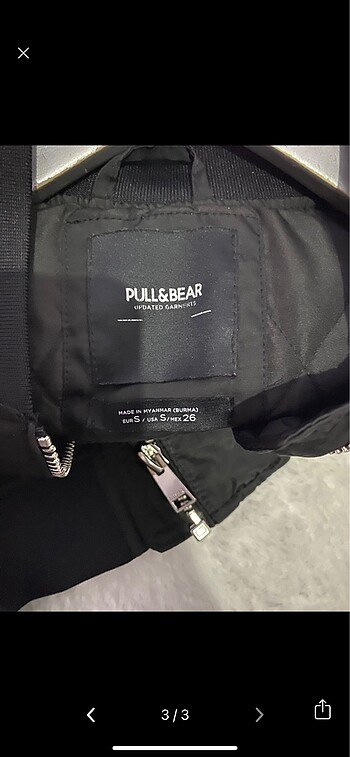 PULL&BEAR
UPDATED GARMENTS
MADE IN MYANMAR (BURMA)
EUR S / USA S/MEX 26
3/3